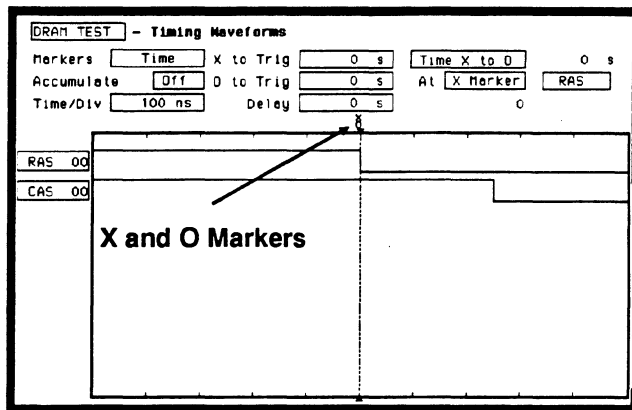 DRAM TEST - Timing Waveforms
Markers Time X to Trig 0 s Time X to O 0 s
Accumulate Off O to Trig 0 s At X Marker RAS
Time/Div 100 ns Delay 0 s 0
X
O
RAS 00
CAS 00
X and O Markers